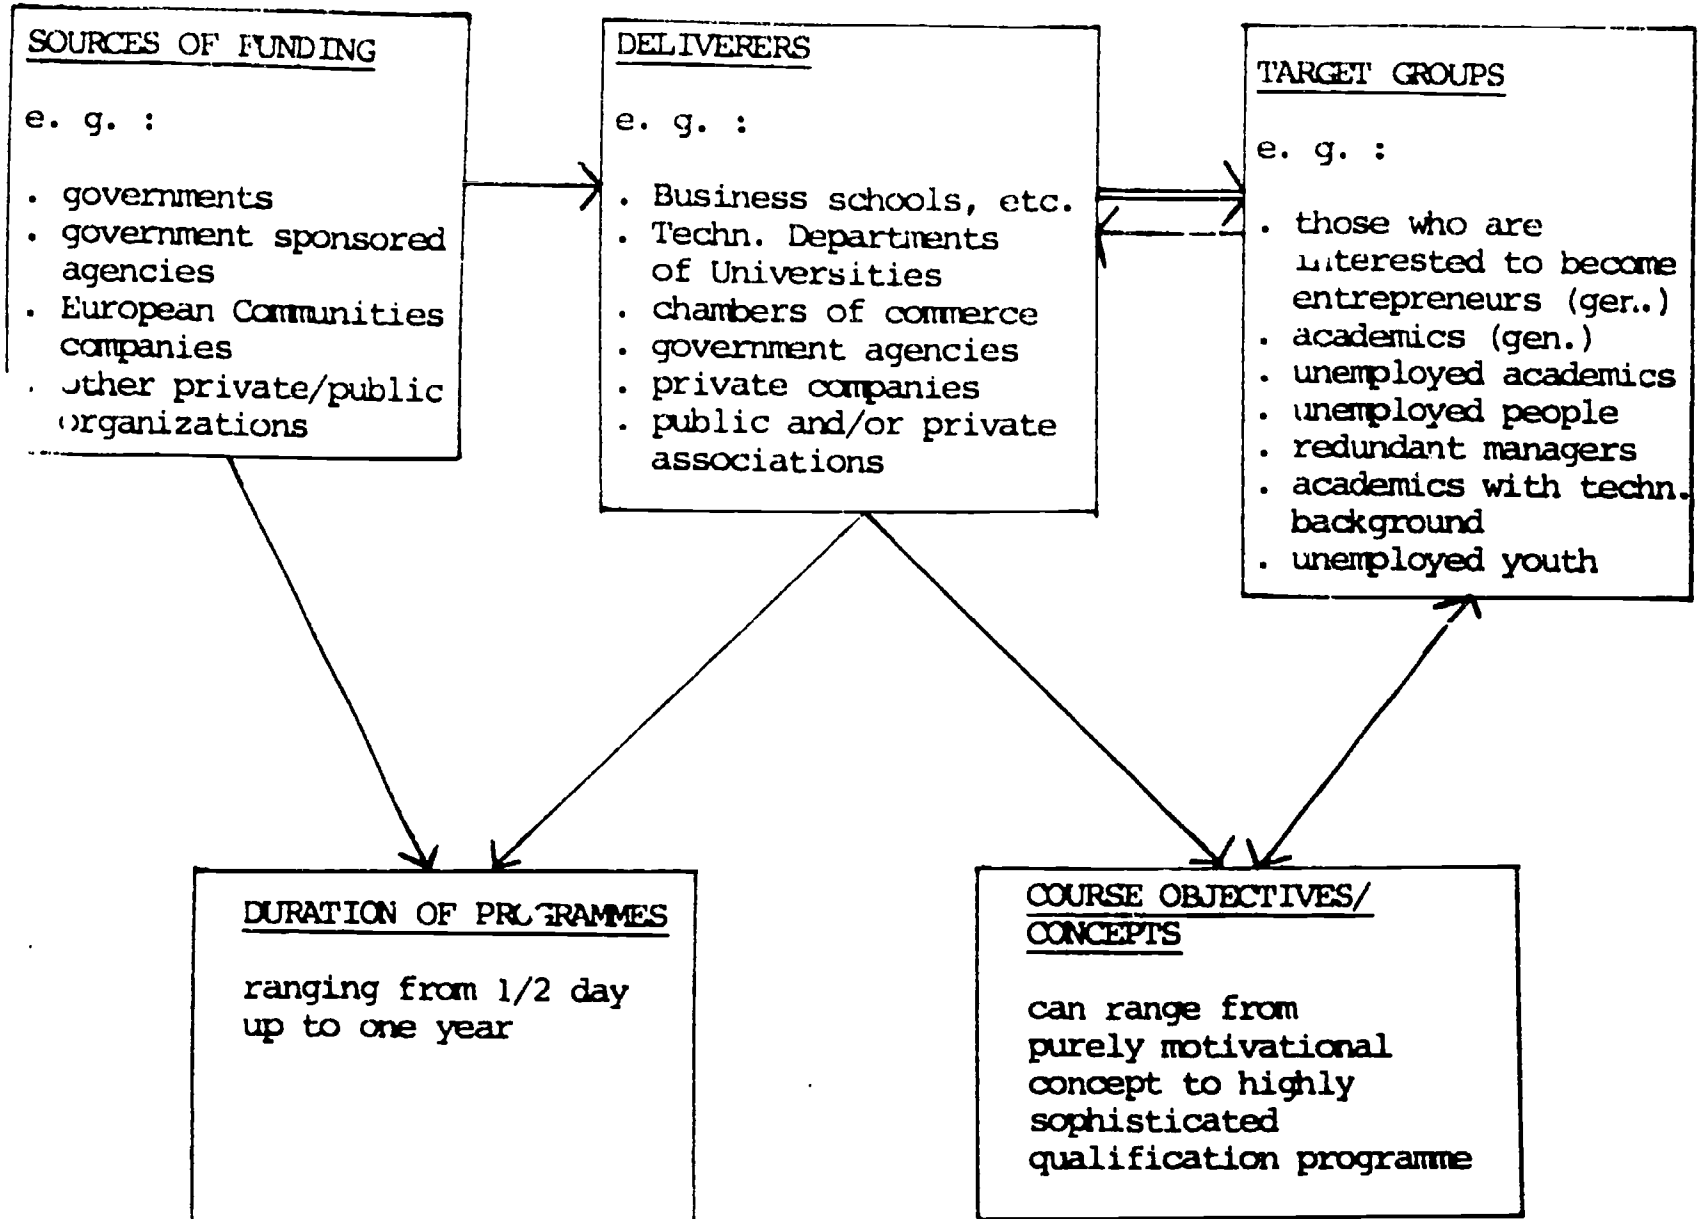 SOURCES OF FUNDING
e. g. :
. governments
. government sponsored
agencies
. European Communities
companies
. other private/public
organizations
DELIVERERS
e. g. :
. Business schools, etc.
. Techn. Departments
of Universities
. chambers of commerce
. government agencies
. private companies
. public and/or private
associations
TARGET GROUPS
e. g. :
. those who are
interested to become
entrepreneurs (gen.)
. academics (gen.)
. unemployed academics
. unemployed people
. redundant managers
. academics with techn.
background
. unemployed youth
DURATION OF PROGRAMMES
ranging from 1/2 day
up to one year
COURSE OBJECTIVES/
CONCEPTS
can range from
purely motivational
concept to highly
sophisticated
qualification programme